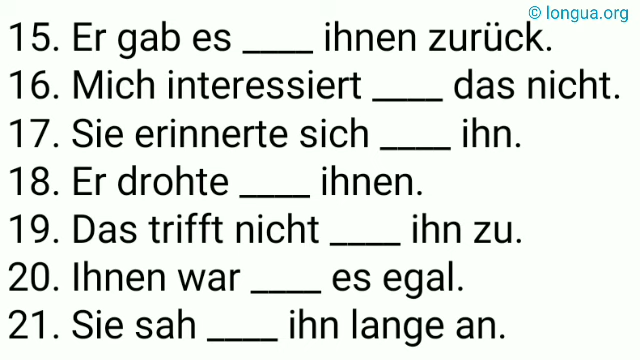 © longua.org
15. Er gab es ____ ihnen zurück.
16. Mich interessiert ____ das nicht.
17. Sie erinnerte sich ____ ihn.
18. Er drohte ____ ihnen.
19. Das trifft nicht ____ ihn zu.
20. Ihnen war ____ es egal.
21. Sie sah ____ ihn lange an.